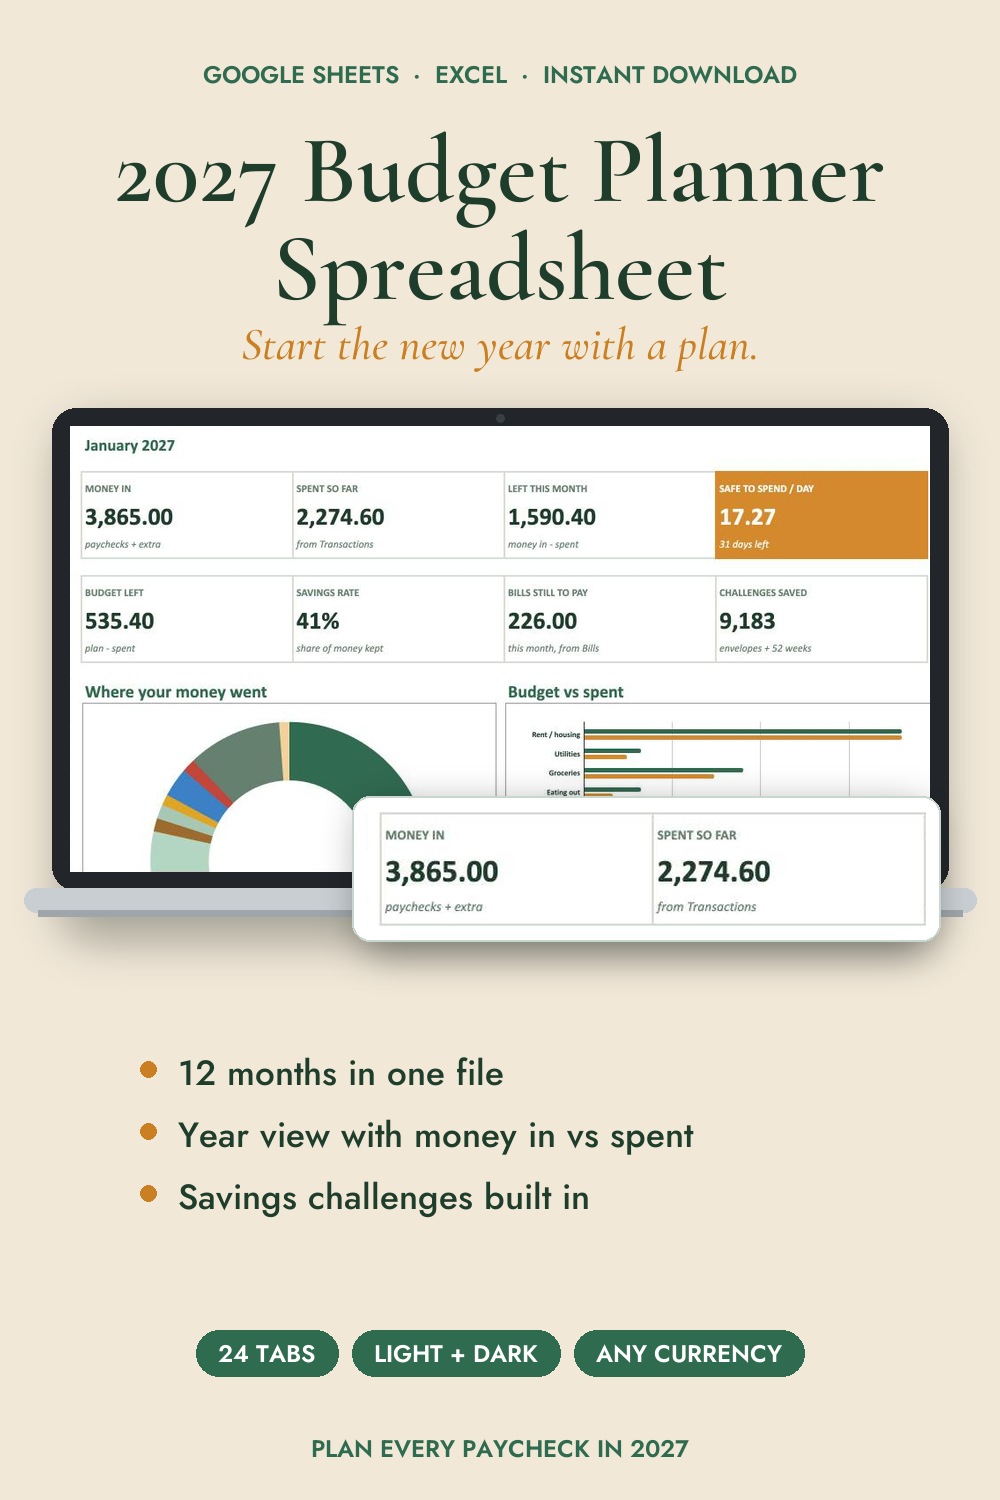 GOOGLE SHEETS · EXCEL · INSTANT DOWNLOAD
2027 Budget Planner
Spreadsheet
Start the new year with a plan.
January 2027
MONEY IN
3,865.00
paychecks + extra
SPENT SO FAR
2,274.60
from Transactions
LEFT THIS MONTH
1,590.40
money in - spent
SAFE TO SPEND / DAY
17.27
31 days left
BUDGET LEFT
535.40
plan - spent
SAVINGS RATE
41%
share of money kept
BILLS STILL TO PAY
226.00
this month, from Bills
CHALLENGES SAVED
9,183
envelopes + 52 weeks
Where your money went
Budget vs spent
Rent / housing
Utilities
Groceries
Eating out
MONEY IN
3,865.00
paychecks + extra
SPENT SO FAR
2,274.60
from Transactions
12 months in one file
Year view with money in vs spent
Savings challenges built in
24 TABS
LIGHT + DARK
ANY CURRENCY
PLAN EVERY PAYCHECK IN 2027